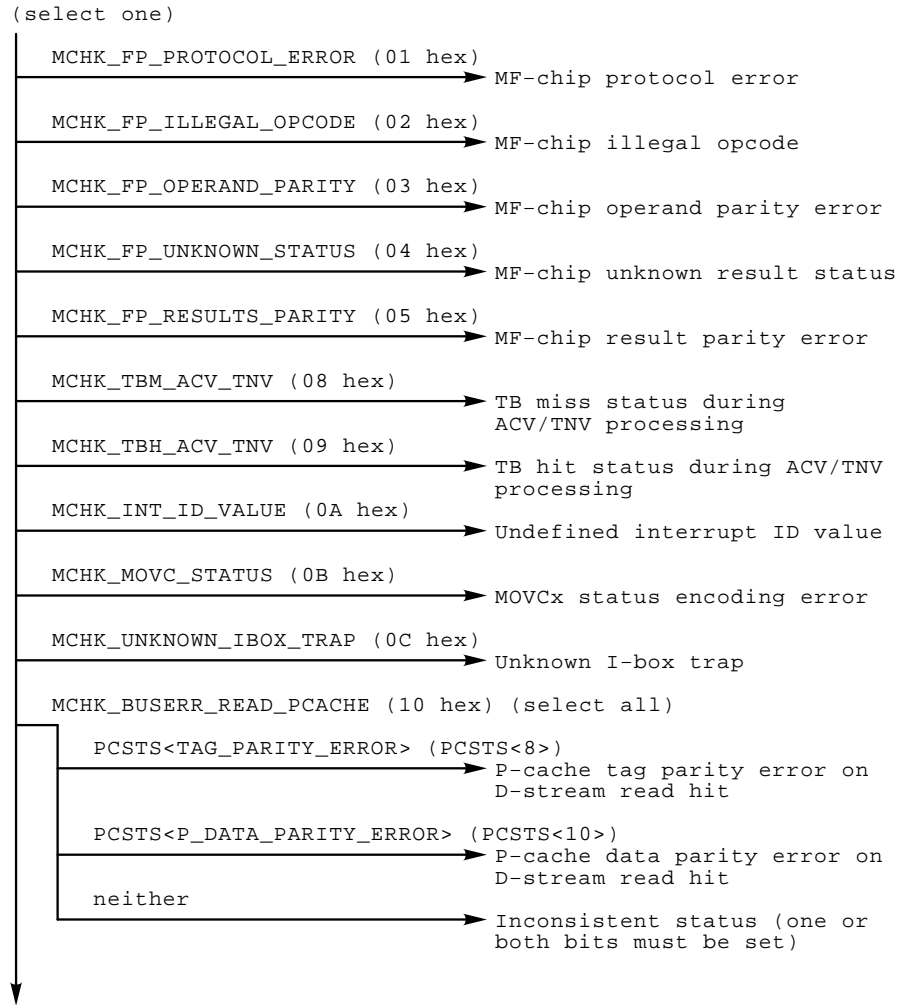 (select one)
MCHK_FP_PROTOCOL_ERROR (01 hex)
MF-chip protocol error
MCHK_FP_ILLEGAL_OPCODE (02 hex)
MF-chip illegal opcode
MCHK_FP_OPERAND_PARITY (03 hex)
MF-chip operand parity error
MCHK_FP_UNKNOWN_STATUS (04 hex)
MF-chip unknown result status
MCHK_FP_RESULTS_PARITY (05 hex)
MF-chip result parity error
MCHK_TBM_ACV_TNV (08 hex)
TB miss status during
ACV/TNV processing
MCHK_TBH_ACV_TNV (09 hex)
TB hit status during ACV/TNV
processing
MCHK_INT_ID_VALUE (0A hex)
Undefined interrupt ID value
MCHK_MOVC_STATUS (0B hex)
MOVCx status encoding error
MCHK_UNKNOWN_IBOX_TRAP (0C hex)
Unknown I-box trap
MCHK_BUSERR_READ_PCACHE (10 hex) (select all)
PCSTS<TAG_PARITY_ERROR> (PCSTS<8>)
P-cache tag parity error on
D-stream read hit
PCSTS<P_DATA_PARITY_ERROR> (PCSTS<10>)
P-cache data parity error on
D-stream read hit
neither
Inconsistent status (one or
both bits must be set)